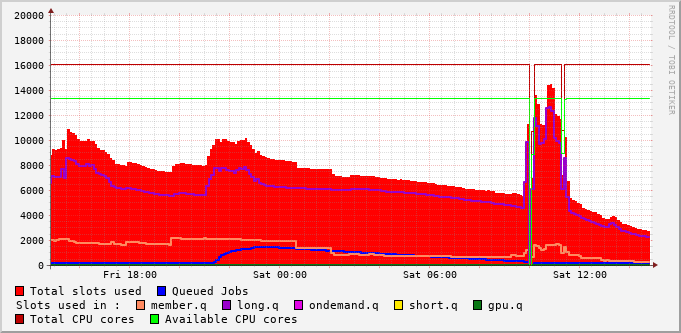 20000
18000
16000
14000
12000
10000
8000
6000
4000
2000
0
Fri 18:00 Sat 00:00 Sat 06:00 Sat 12:00
Total slots used Queued Jobs
Slots used in : member.q long.q ondemand.q short.q gpu.q
Total CPU cores Available CPU cores
RRDTOOL / TOBI OETIKER